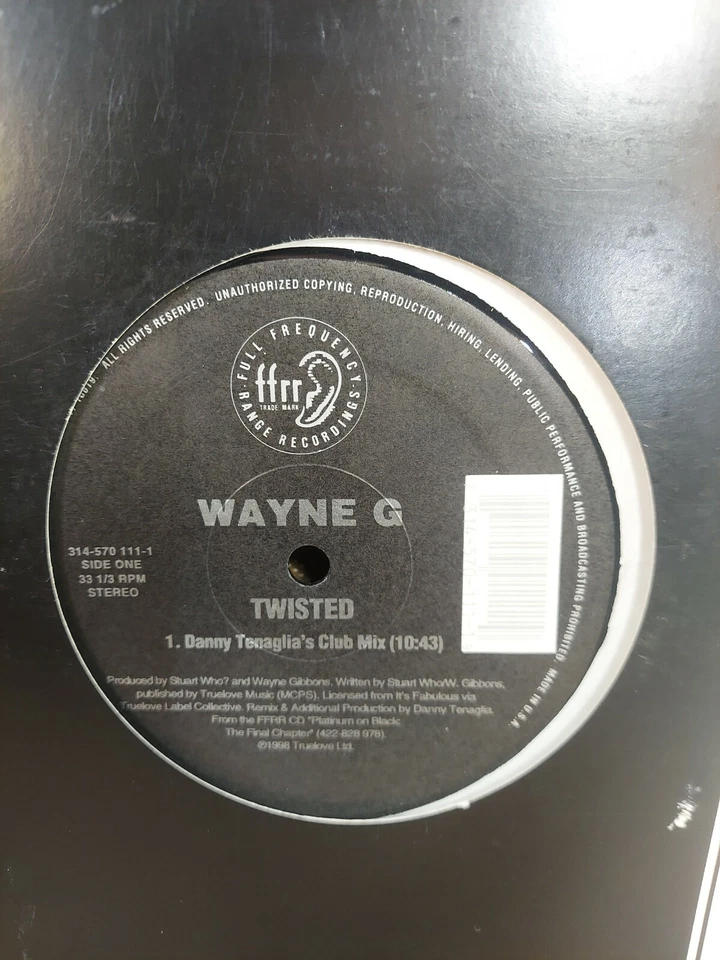 ALL RIGHTS RESERVED. UNAUTHORIZED COPYING, REPRODUCTION, HIRING, LENDING, PUBLIC PERFORMANCE AND BROADCASTING PROHIBITED. MADE IN U.S.A.
FULL FREQUENCY
ffrr
TRADE MARK
RANGE RECORDINGS
WAYNE G
314-570 111-1
SIDE ONE
33 1/3 RPM
STEREO
TWISTED
1. Danny Tenaglia's Club Mix (10:43)
Produced by Stuart Who? and Wayne Gibbons. Written by Stuart Who/W. Gibbons,
published by Truelove Music (MCPS). Licensed from It's Fabulous via
Truelove Label Collective. Remix & Additional Production by Danny Tenaglia.
From the FFRR CD "Platinum on Black:
The Final Chapter" (422-828 978).
℗1998 Truelove Ltd.